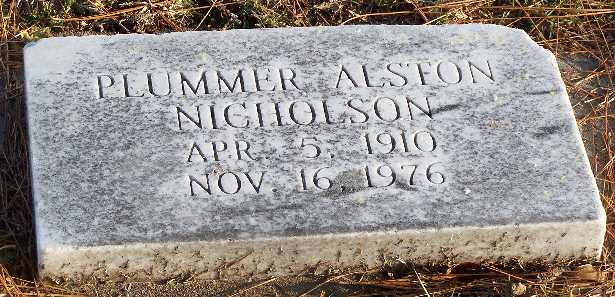 PLUMMER ALSTON
NICHOLSON
APR. 5, 1910
NOV. 16, 1976